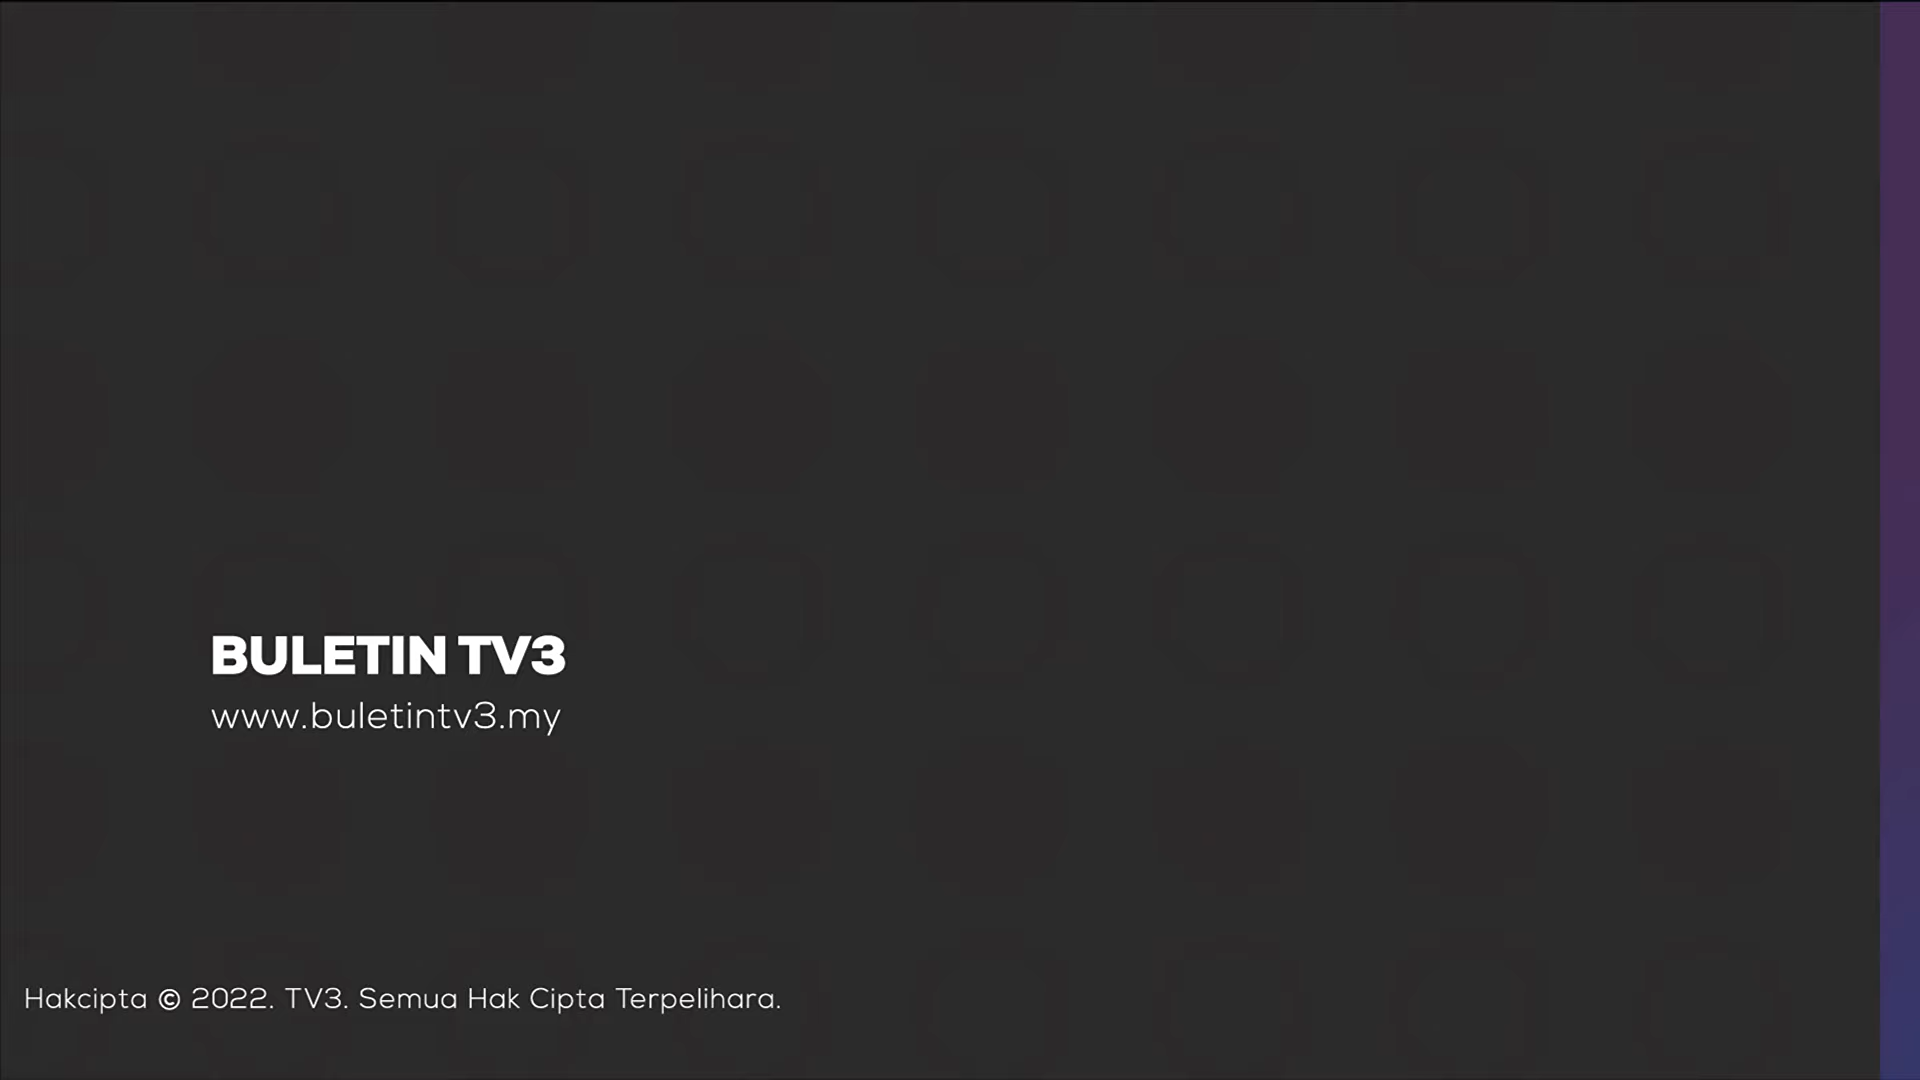 BULETIN TV3
www.buletintv3.my
Hakcipta © 2022. TV3. Semua Hak Cipta Terpelihara.